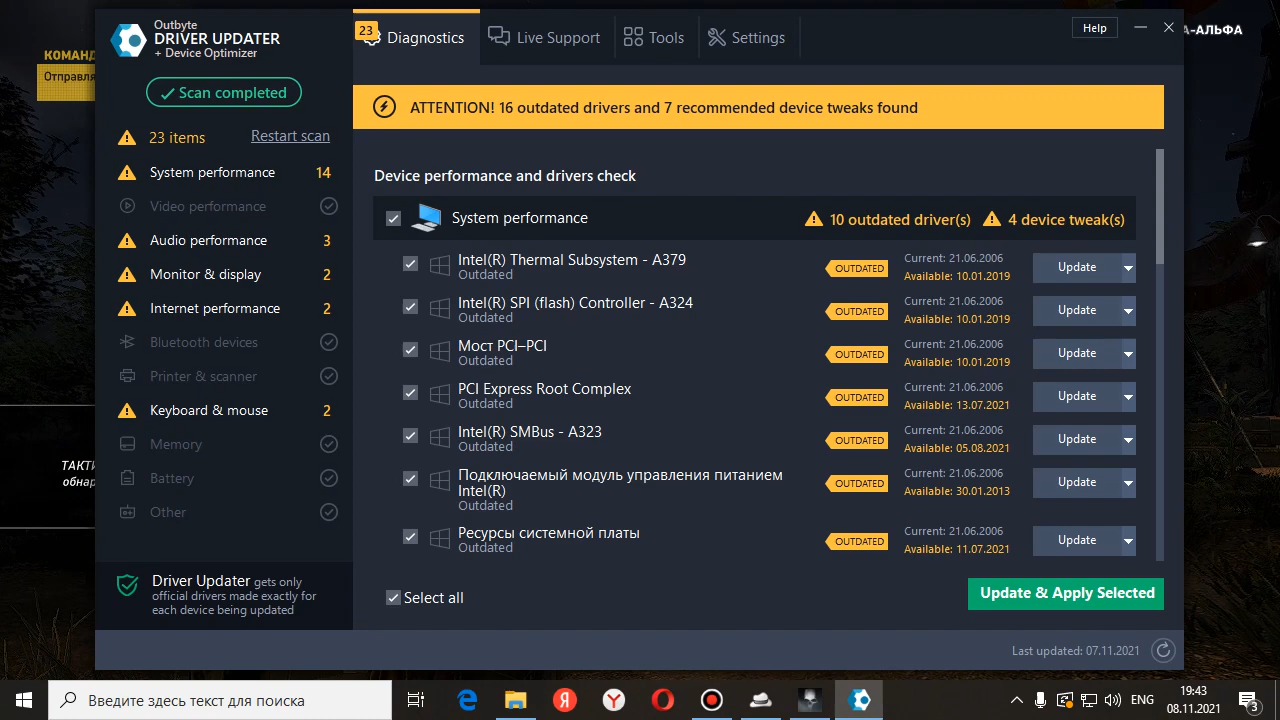 Outbyte
DRIVER UPDATER
+ Device Optimizer
23
Diagnostics
Live Support
Tools
Settings
Help
КОМАНД
Отправля
А-АЛЬФА
Scan completed
ATTENTION! 16 outdated drivers and 7 recommended device tweaks found
23 items
Restart scan
System performance 14
Video performance
Audio performance 3
Monitor & display 2
Internet performance 2
Bluetooth devices
Printer & scanner
Keyboard & mouse 2
Memory
Battery
Other
ТАКТИ
обнар
Driver Updater gets only
official drivers made exactly for
each device being updated
Device performance and drivers check
System performance
10 outdated driver(s)
4 device tweak(s)
Intel(R) Thermal Subsystem - A379
Outdated
OUTDATED
Current: 21.06.2006
Available: 10.01.2019
Update
Intel(R) SPI (flash) Controller - A324
Outdated
OUTDATED
Current: 21.06.2006
Available: 10.01.2019
Update
Мост PCI–PCI
Outdated
OUTDATED
Current: 21.06.2006
Available: 10.01.2019
Update
PCI Express Root Complex
Outdated
OUTDATED
Current: 21.06.2006
Available: 13.07.2021
Update
Intel(R) SMBus - A323
Outdated
OUTDATED
Current: 21.06.2006
Available: 05.08.2021
Update
Подключаемый модуль управления питанием
Intel(R)
Outdated
OUTDATED
Current: 21.06.2006
Available: 30.01.2013
Update
Ресурсы системной платы
Outdated
OUTDATED
Current: 21.06.2006
Available: 11.07.2021
Update
Select all
Update & Apply Selected
Last updated: 07.11.2021
Введите здесь текст для поиска
ENG
19:43
08.11.2021
3